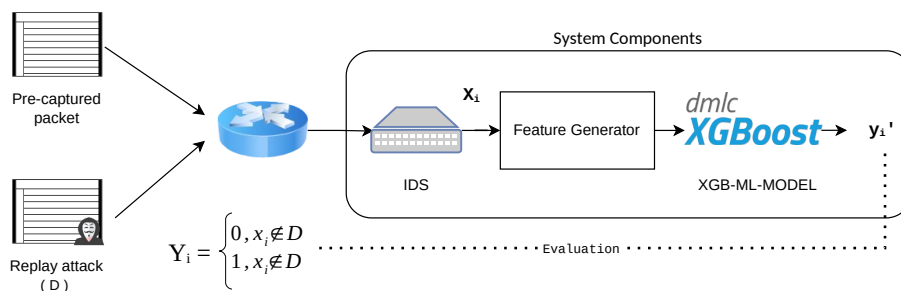 System Components
Pre-captured
packet
Xᵢ
Feature Generator
dmlc
XGBoost
yᵢ'
IDS
XGB-ML-MODEL
Replay attack
( D )
Yᵢ = { 0, xᵢ ∉ D
1, xᵢ ∉ D
Evaluation